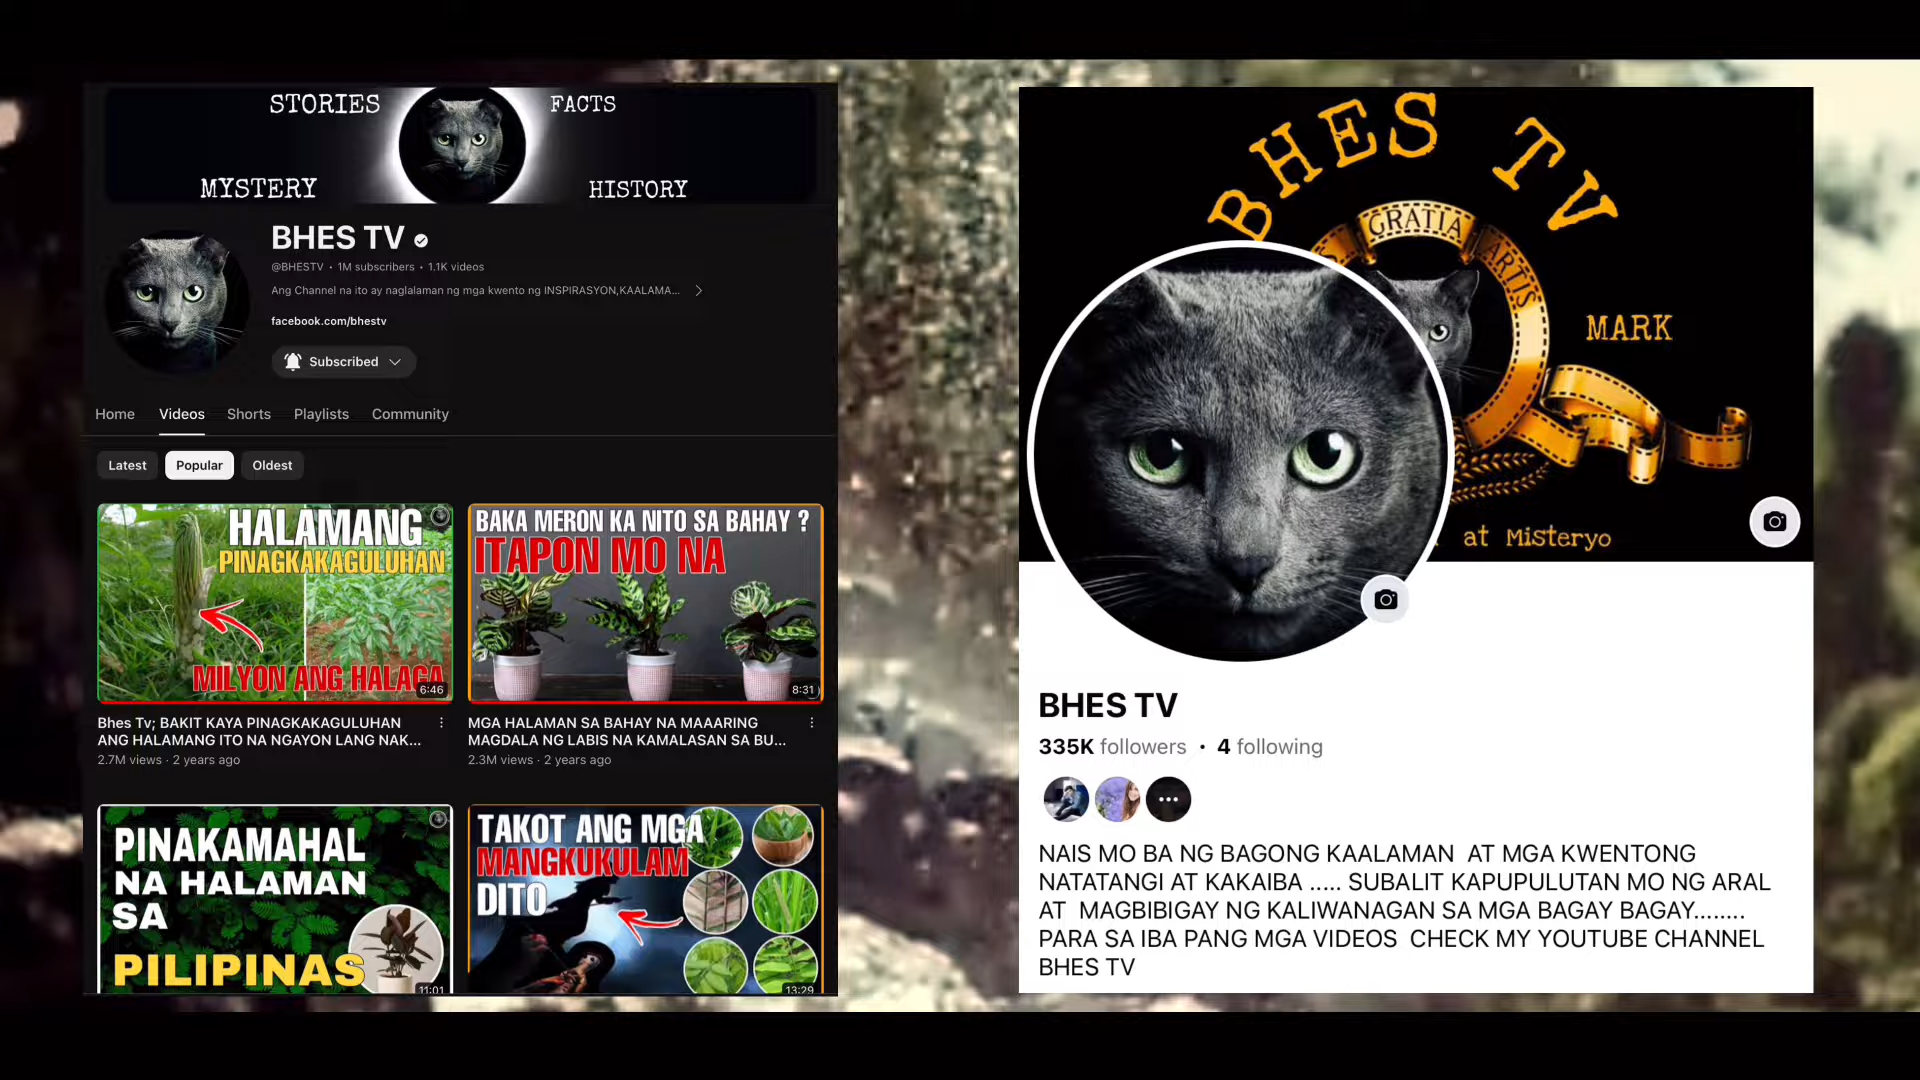 STORIES
FACTS
MYSTERY
HISTORY
BHES TV
@BHESTV • 1M subscribers • 1.1K videos
Ang Channel na ito ay naglalaman ng mga kwento ng INSPIRASYON,KAALAMA...
facebook.com/bhestv
Subscribed
Home Videos Shorts Playlists Community
Latest Popular Oldest
HALAMANG
PINAGKAKAGULUHAN
MILYON ANG HALAGA
6:46
Bhes Tv; BAKIT KAYA PINAGKAKAGULUHAN
ANG HALAMANG ITO NA NGAYON LANG NAK...
2.7M views · 2 years ago
BAKA MERON KA NITO SA BAHAY ?
ITAPON MO NA
8:31
MGA HALAMAN SA BAHAY NA MAAARING
MAGDALA NG LABIS NA KAMALASAN SA BU...
2.3M views · 2 years ago
PINAKAMAHAL
NA HALAMAN
SA
PILIPINAS
11:01
TAKOT ANG MGA
MANGKUKULAM
DITO
13:29
BHES TV
GRATIA
ARTIS
MARK
at Misteryo
BHES TV
335K followers • 4 following
NAIS MO BA NG BAGONG KAALAMAN AT MGA KWENTONG
NATATANGI AT KAKAIBA ..... SUBALIT KAPUPULUTAN MO NG ARAL
AT MAGBIBIGAY NG KALIWANAGAN SA MGA BAGAY BAGAY........
PARA SA IBA PANG MGA VIDEOS CHECK MY YOUTUBE CHANNEL
BHES TV